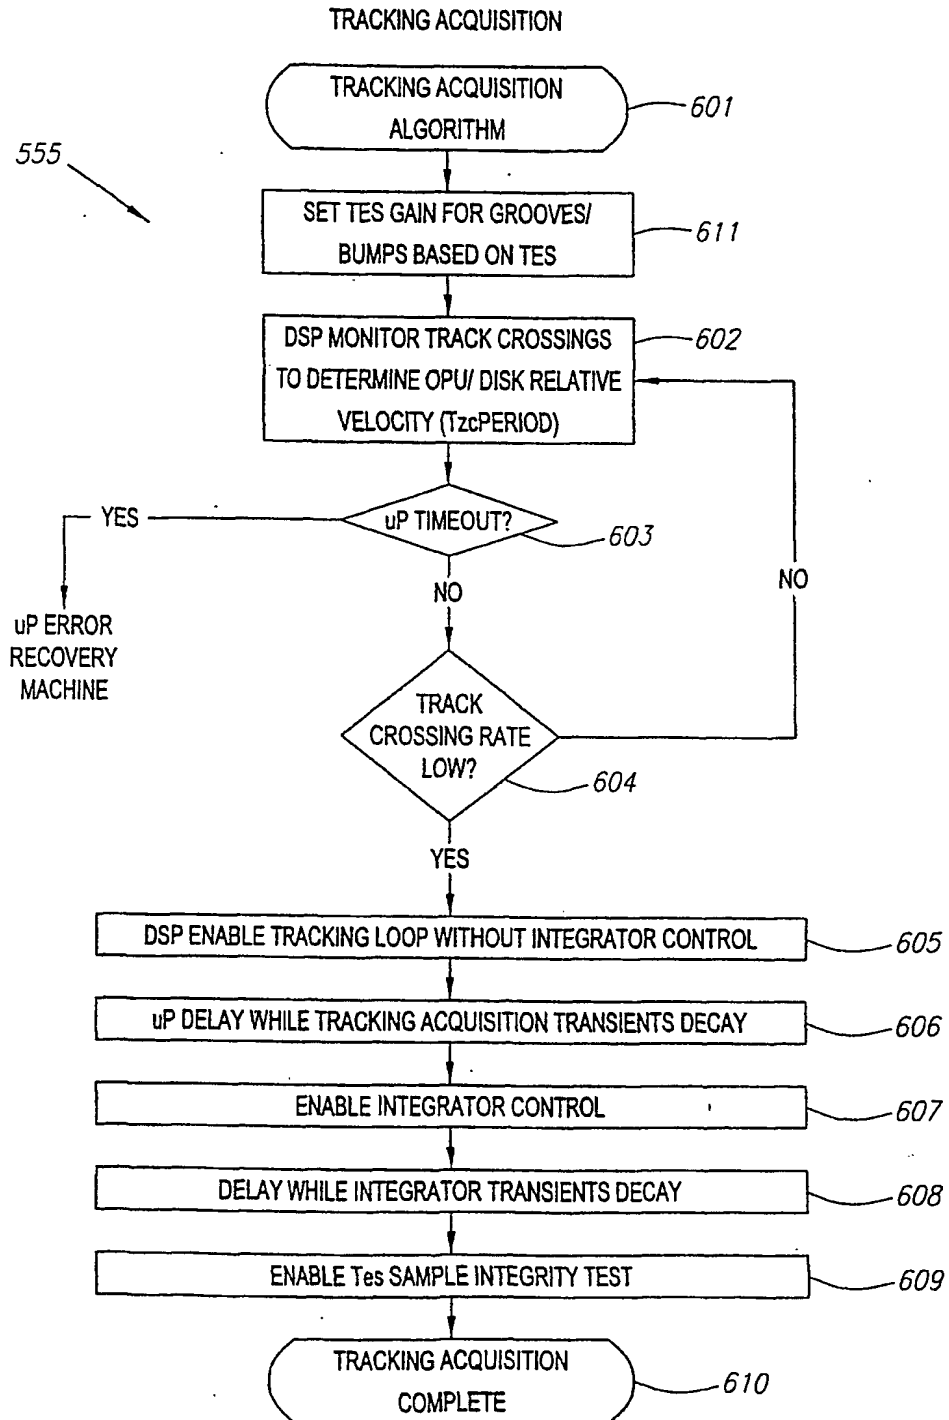 TRACKING ACQUISITION
TRACKING ACQUISITION
ALGORITHM
601
555
SET TES GAIN FOR GROOVES/
BUMPS BASED ON TES
611
DSP MONITOR TRACK CROSSINGS
TO DETERMINE OPU/ DISK RELATIVE
VELOCITY (TzcPERIOD)
602
YES
uP TIMEOUT?
603
NO
NO
uP ERROR
RECOVERY
MACHINE
TRACK
CROSSING RATE
LOW?
604
YES
DSP ENABLE TRACKING LOOP WITHOUT INTEGRATOR CONTROL
605
uP DELAY WHILE TRACKING ACQUISITION TRANSIENTS DECAY
606
ENABLE INTEGRATOR CONTROL
607
DELAY WHILE INTEGRATOR TRANSIENTS DECAY
608
ENABLE Tes SAMPLE INTEGRITY TEST
609
TRACKING ACQUISITION
COMPLETE
610